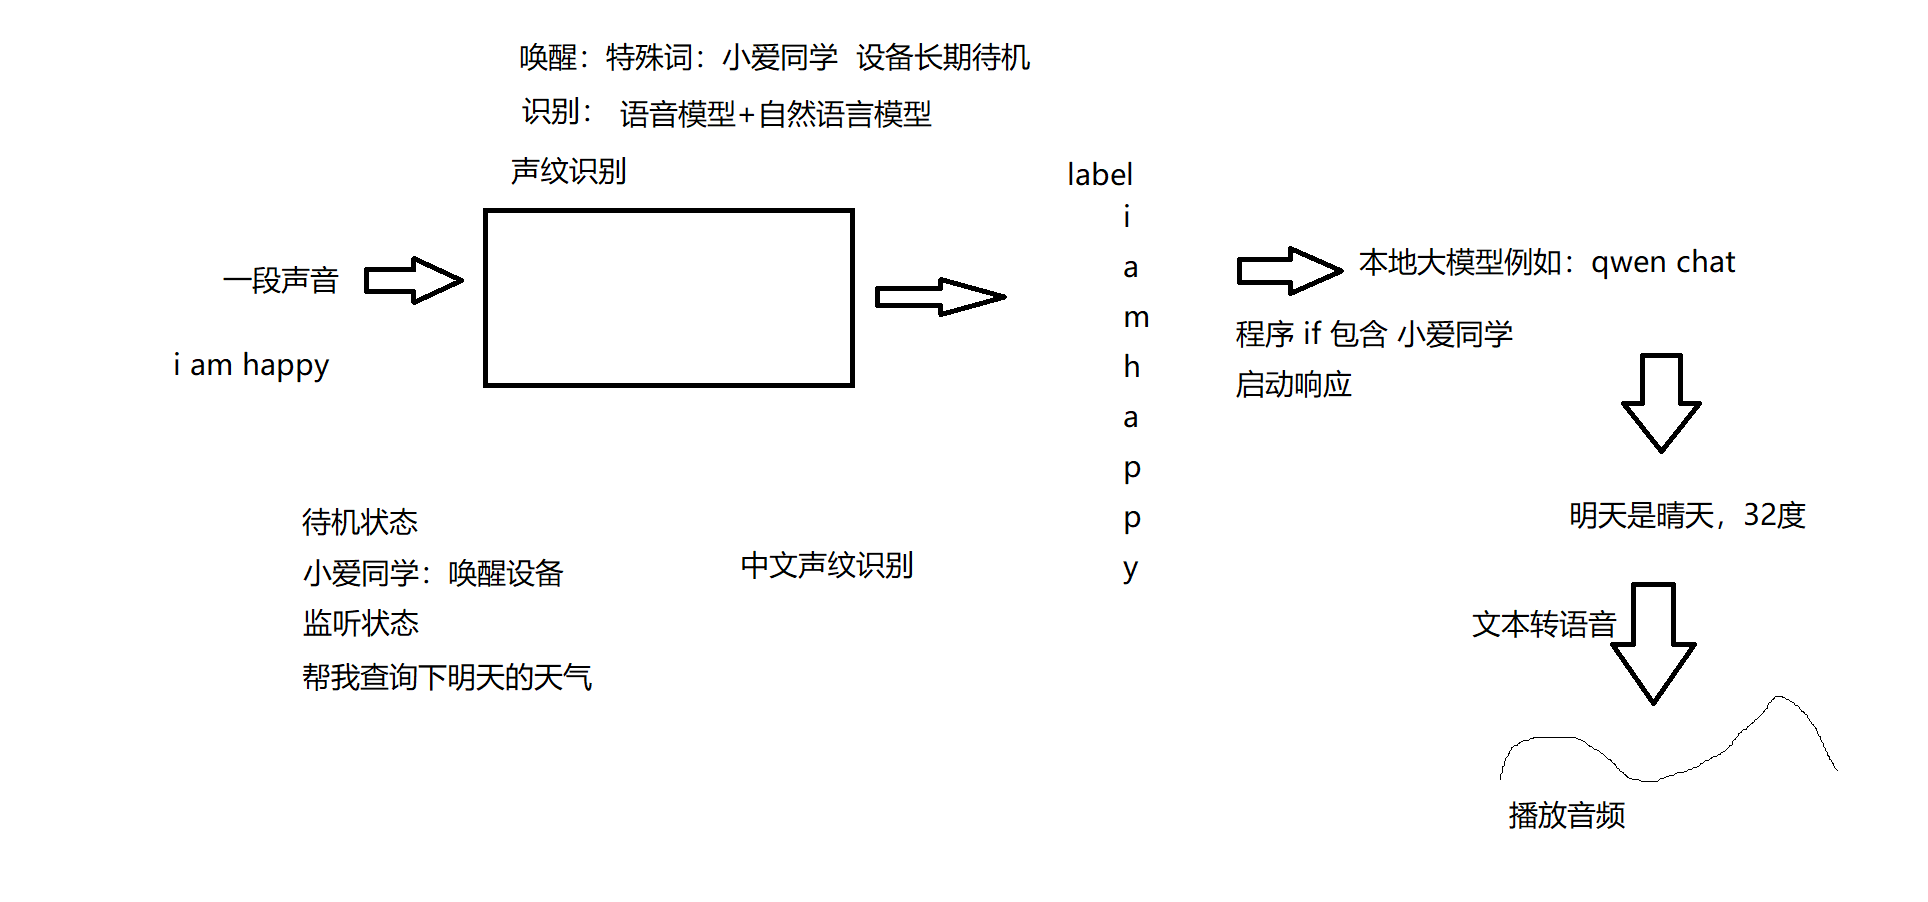 唤醒：特殊词：小爱同学  设备长期待机
识别： 语音模型+自然语言模型
声纹识别
一段声音
i am happy
label
i
a
m
h
a
p
p
y
本地大模型例如：qwen chat
程序 if 包含 小爱同学
启动响应
明天是晴天，32度
文本转语音
播放音频
待机状态
小爱同学：唤醒设备
监听状态
帮我查询下明天的天气
中文声纹识别